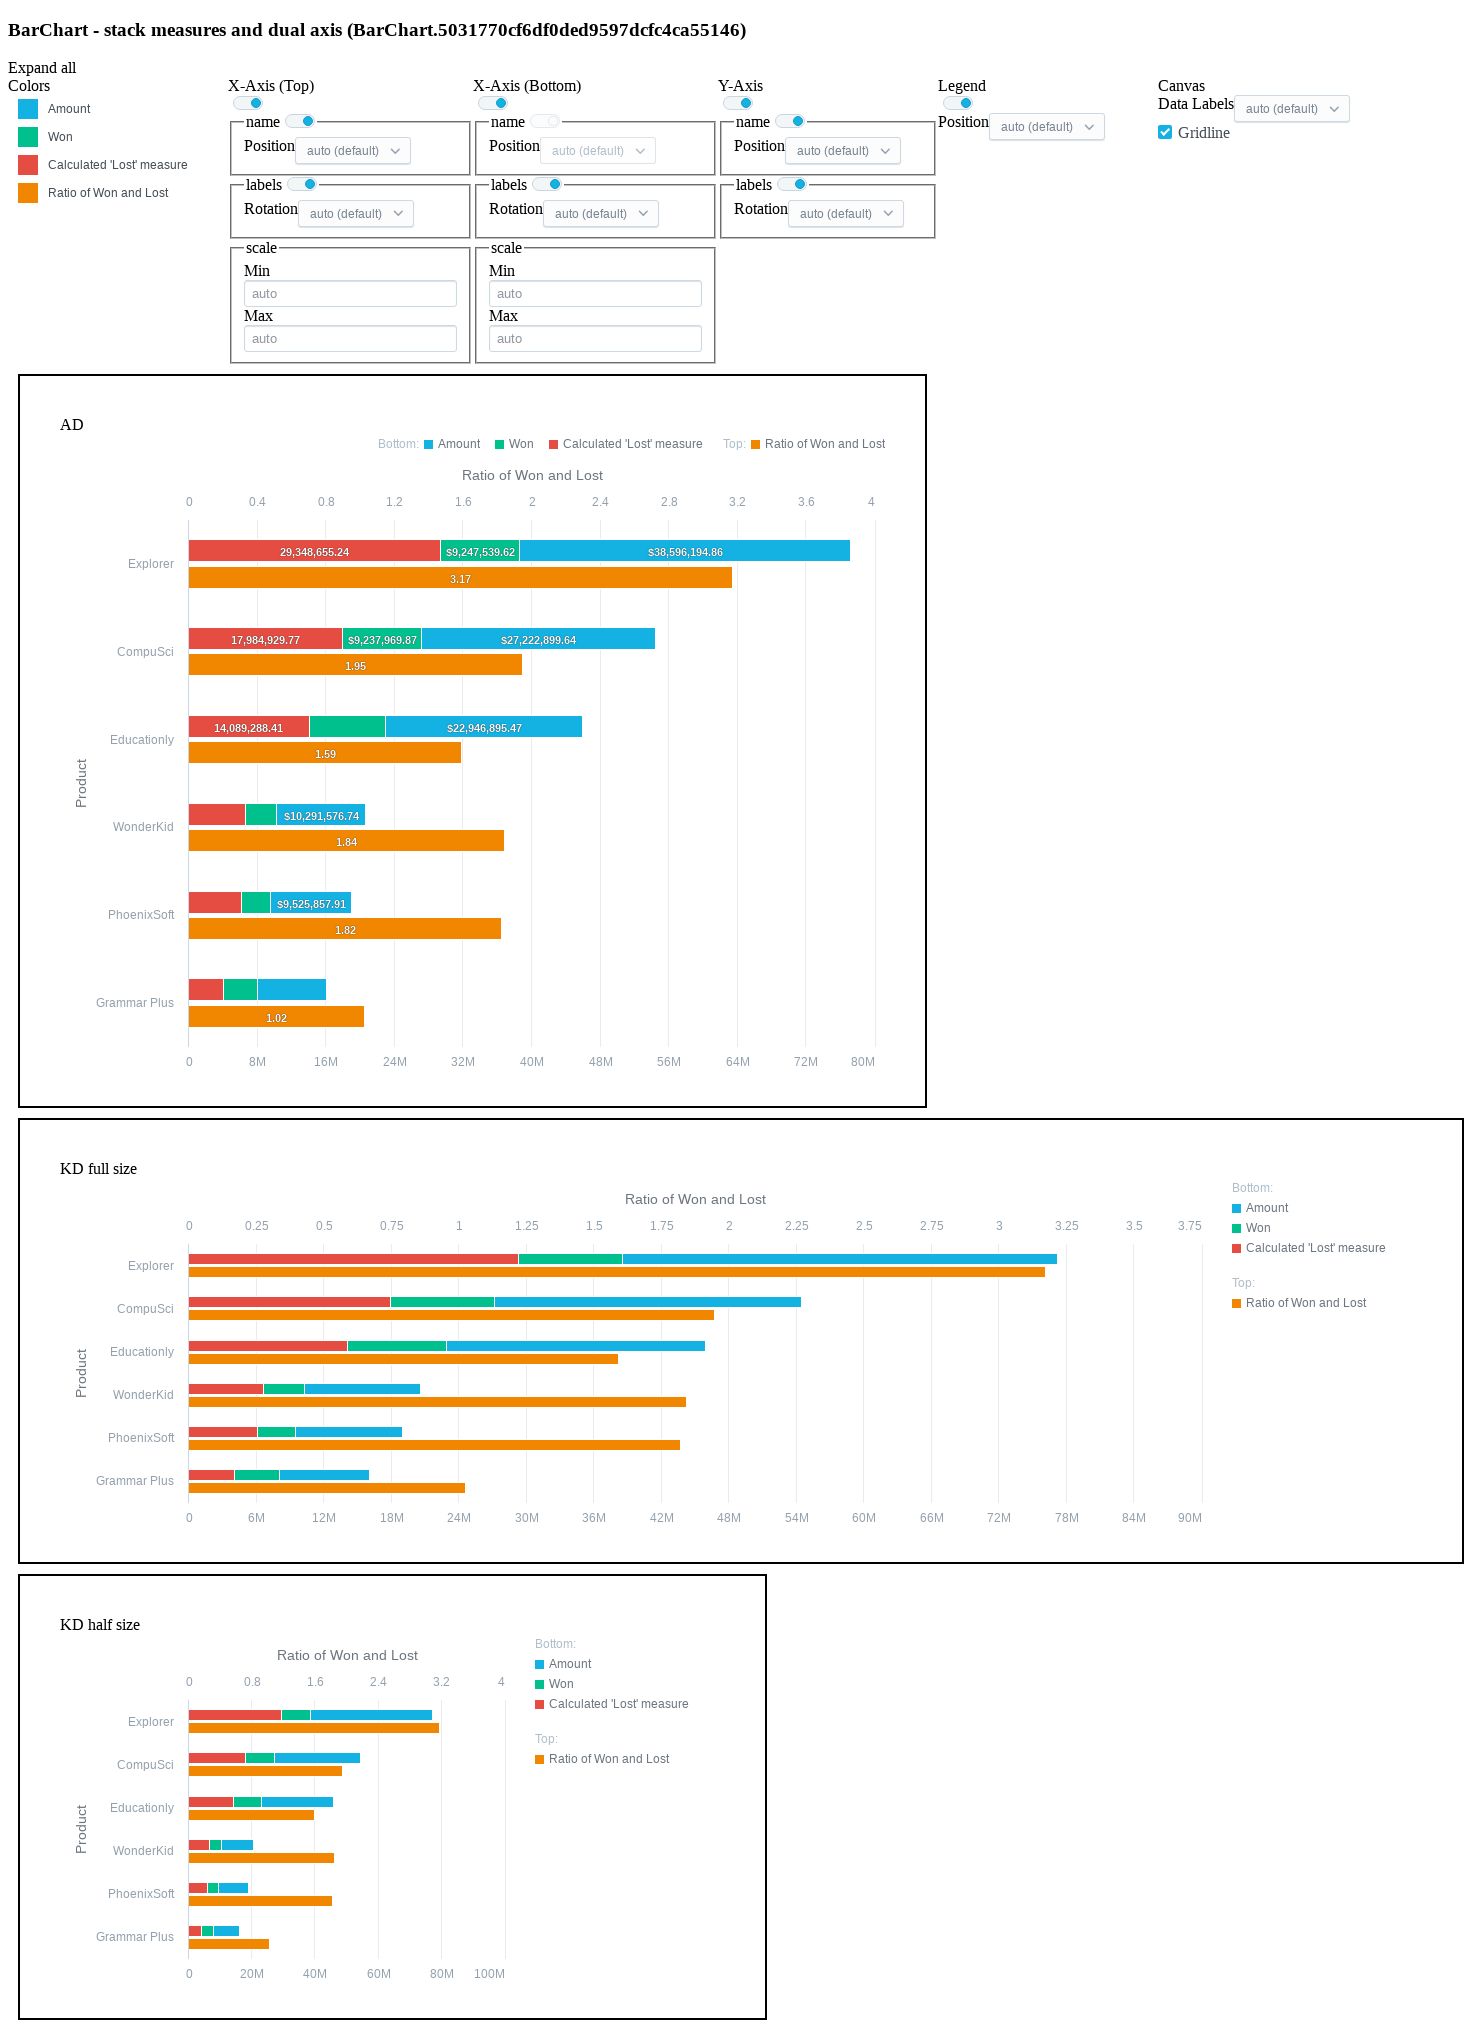 BarChart - stack measures and dual axis (BarChart.5031770cf6df0ded9597dcfc4ca55146)
Expand all
Colors
Amount
Won
Calculated 'Lost' measure
Ratio of Won and Lost
X-Axis (Top)
name
Position auto (default)
labels
Rotation auto (default)
scale
Min
auto
Max
auto
X-Axis (Bottom)
name
Position auto (default)
labels
Rotation auto (default)
scale
Min
auto
Max
auto
Y-Axis
name
Position auto (default)
labels
Rotation auto (default)
Legend
Position auto (default)
Canvas
Data Labels auto (default)
Gridline
AD
Bottom: Amount Won Calculated 'Lost' measure Top: Ratio of Won and Lost
Ratio of Won and Lost
0 0.4 0.8 1.2 1.6 2 2.4 2.8 3.2 3.6 4
Product
Explorer 29,348,655.24 $9,247,539.62 $38,596,194.86
3.17
CompuSci 17,984,929.77 $9,237,969.87 $27,222,899.64
1.95
Educationly 14,089,288.41 $22,946,895.47
1.59
WonderKid $10,291,576.74
1.84
PhoenixSoft $9,525,857.91
1.82
Grammar Plus
1.02
0 8M 16M 24M 32M 40M 48M 56M 64M 72M 80M
KD full size
Ratio of Won and Lost
0 0.25 0.5 0.75 1 1.25 1.5 1.75 2 2.25 2.5 2.75 3 3.25 3.5 3.75
Product
Explorer
CompuSci
Educationly
WonderKid
PhoenixSoft
Grammar Plus
0 6M 12M 18M 24M 30M 36M 42M 48M 54M 60M 66M 72M 78M 84M 90M
Bottom:
Amount
Won
Calculated 'Lost' measure
Top:
Ratio of Won and Lost
KD half size
Ratio of Won and Lost
0 0.8 1.6 2.4 3.2 4
Product
Explorer
CompuSci
Educationly
WonderKid
PhoenixSoft
Grammar Plus
0 20M 40M 60M 80M 100M
Bottom:
Amount
Won
Calculated 'Lost' measure
Top:
Ratio of Won and Lost